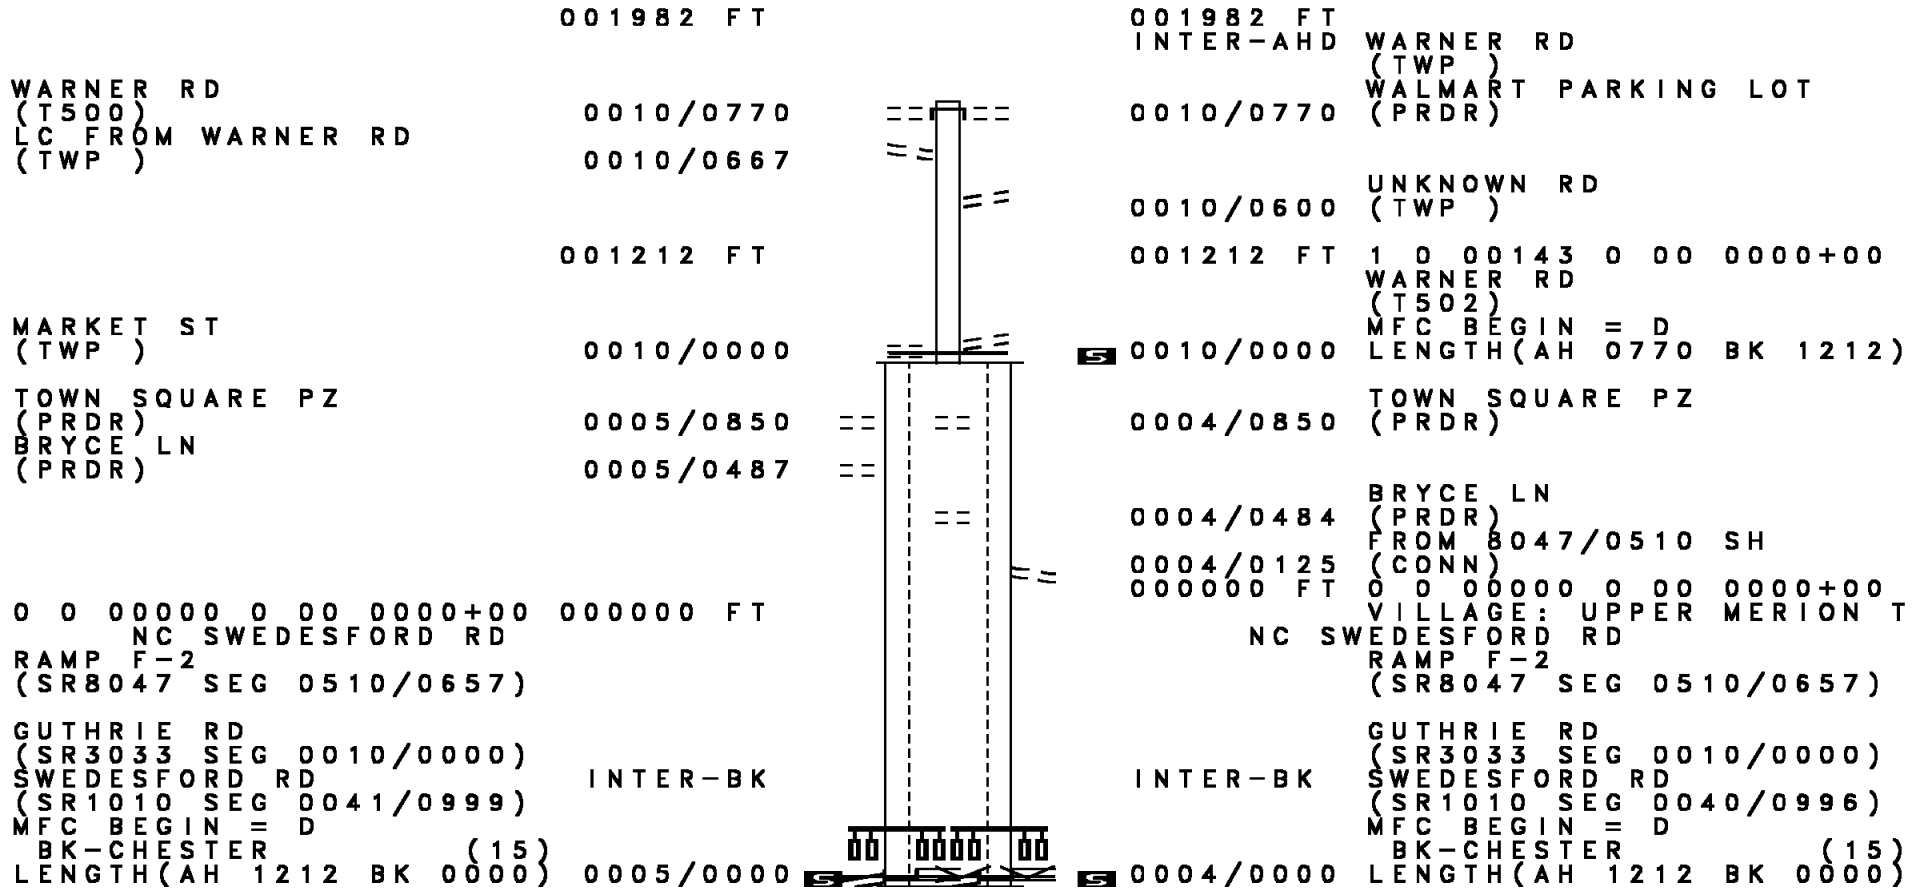 001982 FT 001982 FT
INTER-AHD WARNER RD
(TWP )
WARNER RD WALMART PARKING LOT
(T500) 0010/0770 0010/0770 (PRDR)
LC FROM WARNER RD
(TWP ) 0010/0667
UNKNOWN RD
0010/0600 (TWP )
001212 FT 001212 FT 1 0 00143 0 00 0000+00
WARNER RD
(T502)
MARKET ST MFC BEGIN = D
(TWP ) 0010/0000 S 0010/0000 LENGTH(AH 0770 BK 1212)
TOWN SQUARE PZ TOWN SQUARE PZ
(PRDR) 0005/0850 0004/0850 (PRDR)
BRYCE LN
(PRDR) 0005/0487
BRYCE LN
0004/0484 (PRDR)
FROM 8047/0510 SH
0004/0125 (CONN)
000000 FT 0 0 00000 0 00 0000+00
0 0 00000 0 00 0000+00 000000 FT VILLAGE: UPPER MERION T
NC SWEDESFORD RD NC SWEDESFORD RD
RAMP F-2 RAMP F-2
(SR8047 SEG 0510/0657) (SR8047 SEG 0510/0657)
GUTHRIE RD GUTHRIE RD
(SR3033 SEG 0010/0000) (SR3033 SEG 0010/0000)
SWEDESFORD RD INTER-BK INTER-BK SWEDESFORD RD
(SR1010 SEG 0041/0999) (SR1010 SEG 0040/0996)
MFC BEGIN = D MFC BEGIN = D
BK-CHESTER (15) BK-CHESTER (15)
LENGTH(AH 1212 BK 0000) 0005/0000 S S 0004/0000 LENGTH(AH 1212 BK 0000)